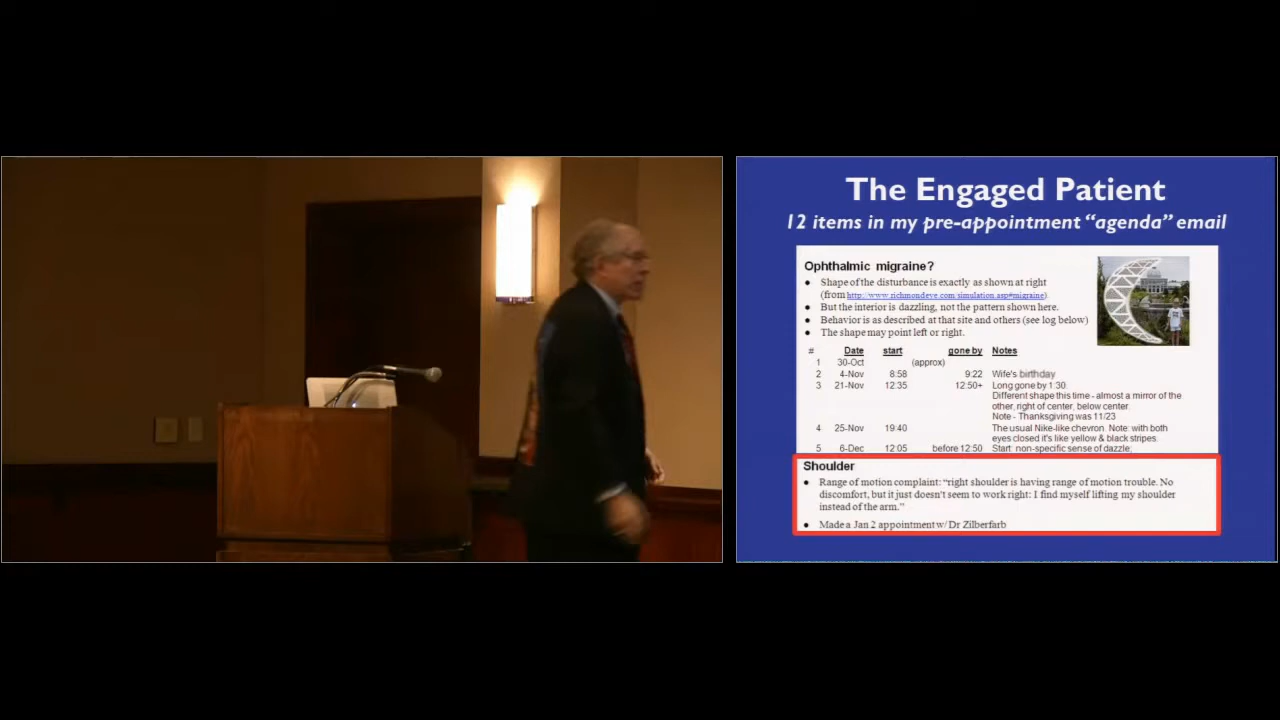 The Engaged Patient
12 items in my pre-appointment “agenda” email
Ophthalmic migraine?
● Shape of the disturbance is exactly as shown at right
(from http://www.richmondeye.com/simulation.asp#migraine)
● But the interior is dazzling, not the pattern shown here.
● Behavior is as described at that site and others (see log below)
● The shape may point left or right.
# Date start gone by Notes
1 30-Oct (approx)
2 4-Nov 8:58 9:22 Wife's birthday
3 21-Nov 12:35 12:50+ Long gone by 1:30.
Different shape this time - almost a mirror of the
other, right of center, below center.
Note - Thanksgiving was 11/23
4 25-Nov 19:40 The usual Nike-like chevron. Note: with both
eyes closed it's like yellow & black stripes.
5 6-Dec 12:05 before 12:50 Start: non-specific sense of dazzle;
Shoulder
● Range of motion complaint: “right shoulder is having range of motion trouble. No
discomfort, but it just doesn't seem to work right: I find myself lifting my shoulder
instead of the arm.”
● Made a Jan 2 appointment w/ Dr Zilberfarb